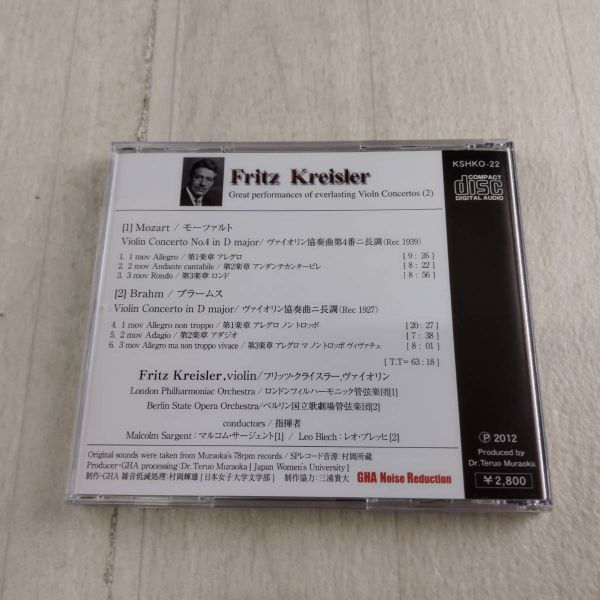 Fritz Kreisler
Great performances of everlasting Violn Concertos (2)
KSHKO-22
COMPACT
disc
DIGITAL AUDIO
[1] Mozart / モーツァルト
Violin Concerto No.4 in D major/ ヴァイオリン協奏曲第4番ニ長調(Rec 1939)
1. 1 mov Allegro / 第1楽章 アレグロ [ 9 : 26 ]
2. 2 mov Andante cantabile / 第2楽章 アンダンテカンタービレ [ 8 : 22 ]
3. 3 mov Rondo / 第3楽章 ロンド [ 8 : 56 ]
[2] Brahm / ブラームス
Violin Concerto in D major/ ヴァイオリン協奏曲ニ長調(Rec 1927)
4. 1 mov Allegro non troppo / 第1楽章 アレグロ ノン トロッポ [ 20 : 27 ]
5. 2 mov Adagio / 第2楽章 アダジオ [ 7 : 38 ]
6. 3 mov Allegro ma non troppo vivace / 第3楽章 アレグロ マ ノン トロッポ ヴィヴァチェ [ 8 : 01 ]
[ T.T= 63 : 18 ]
Fritz Kreisler, violin/フリッツ・クライスラー, ヴァイオリン
London Philharmoniac Orchestra / ロンドンフィルハーモニック管弦楽団[1]
Berlin State Opera Orchestra/ベルリン国立歌劇場管弦楽団[2]
conductors / 指揮者
Malcolm Sargent : マルコム・サージェント[1] / Leo Blech : レオ・ブレッヒ[2]
Original sounds were taken from Muraoka's 78rpm records / SPレコード音源 : 村岡所蔵
Producer-GHA processing : Dr. Teruo Muraoka [ Japan Women's University ]
制作-GHA 雑音低減処理 : 村岡輝雄 [ 日本女子大学文学部 ] 制作協力 : 三浦貴大
GHA Noise Reduction
Ⓟ 2012
Produced by
Dr. Teruo Muraoka
￥2,800